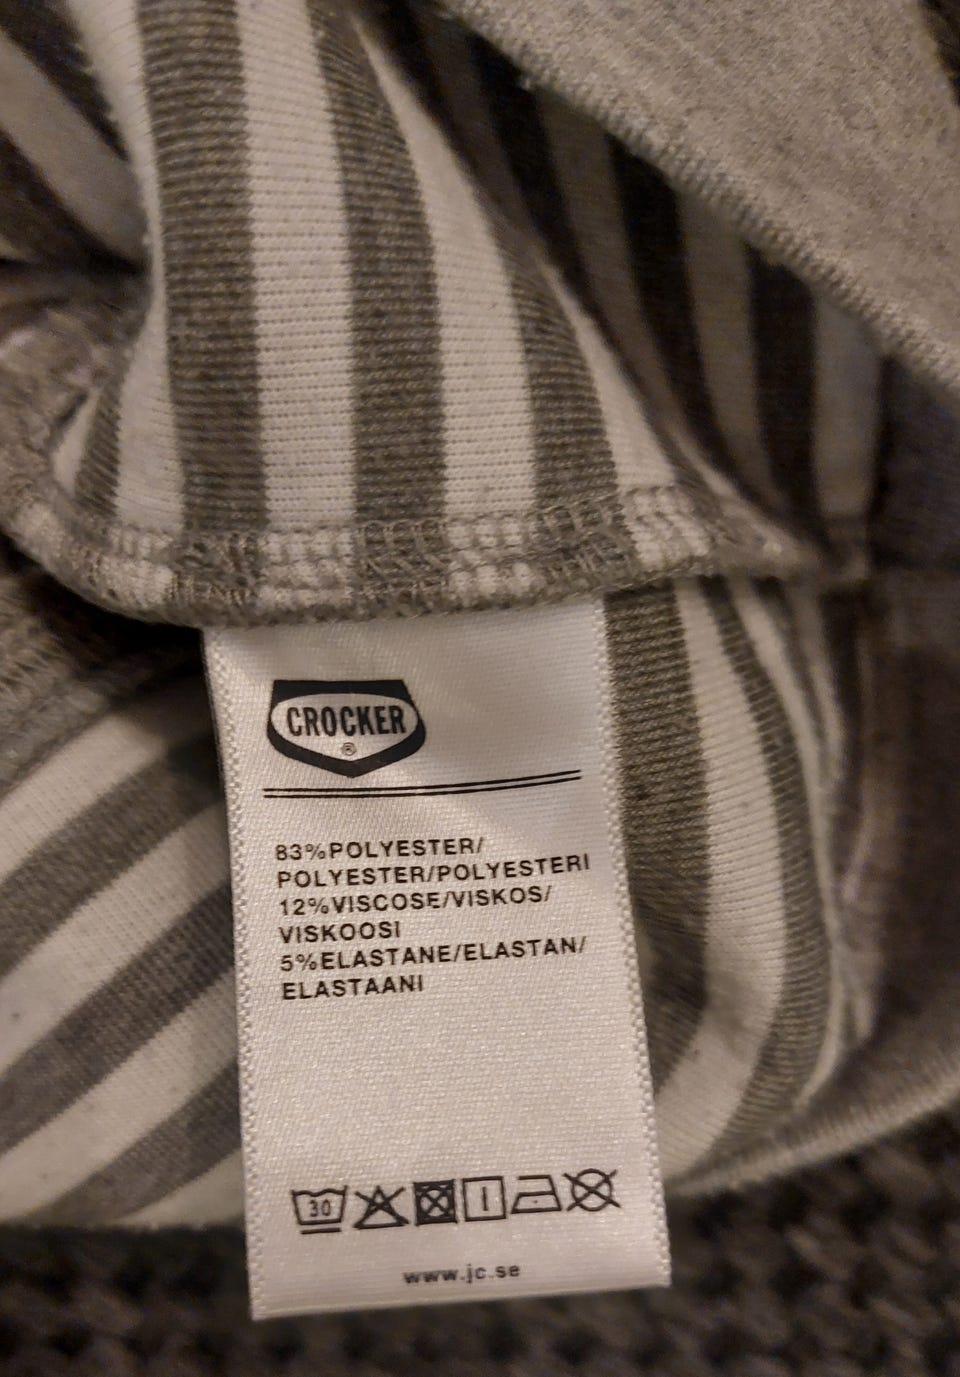 CROCKER
®
83%POLYESTER/
POLYESTER/POLYESTERI
12%VISCOSE/VISKOS/
VISKOOSI
5%ELASTANE/ELASTAN/
ELASTAANI
30
www.jc.se